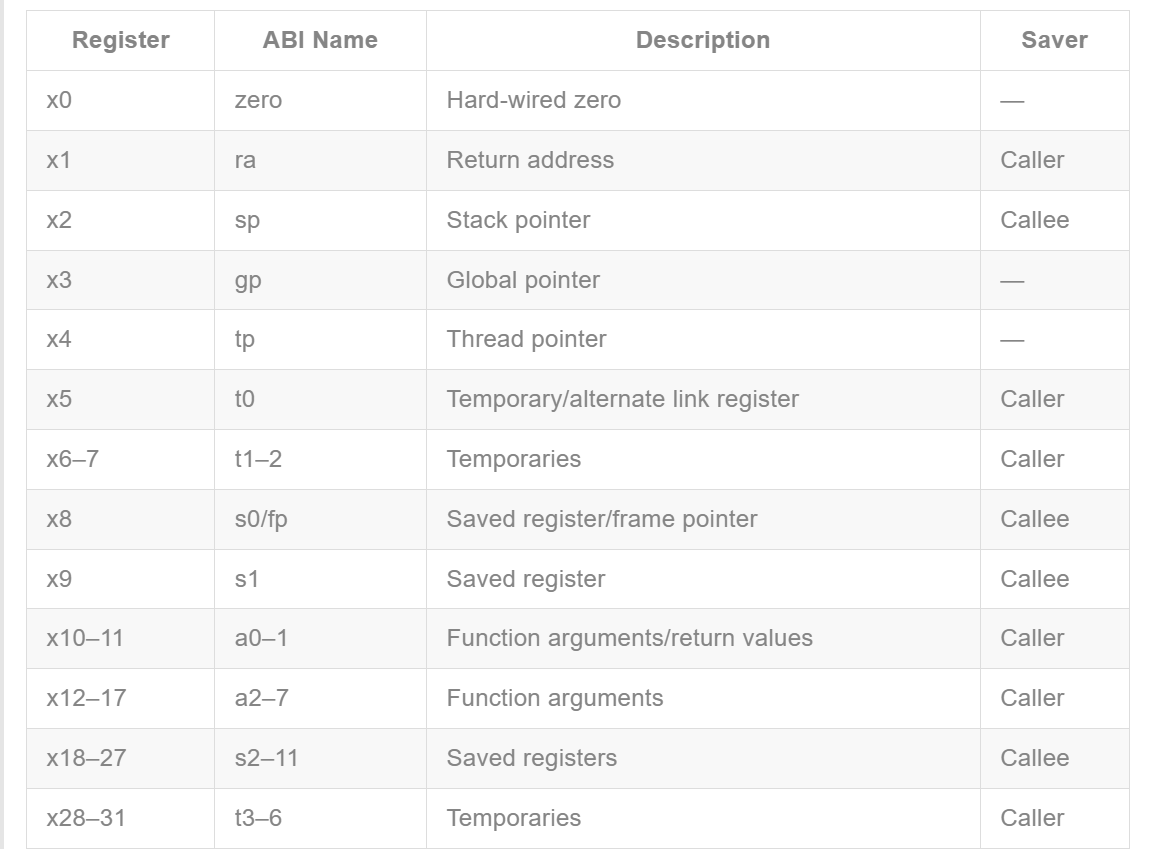 Register ABI Name Description Saver
x0 zero Hard-wired zero —
x1 ra Return address Caller
x2 sp Stack pointer Callee
x3 gp Global pointer —
x4 tp Thread pointer —
x5 t0 Temporary/alternate link register Caller
x6–7 t1–2 Temporaries Caller
x8 s0/fp Saved register/frame pointer Callee
x9 s1 Saved register Callee
x10–11 a0–1 Function arguments/return values Caller
x12–17 a2–7 Function arguments Caller
x18–27 s2–11 Saved registers Callee
x28–31 t3–6 Temporaries Caller